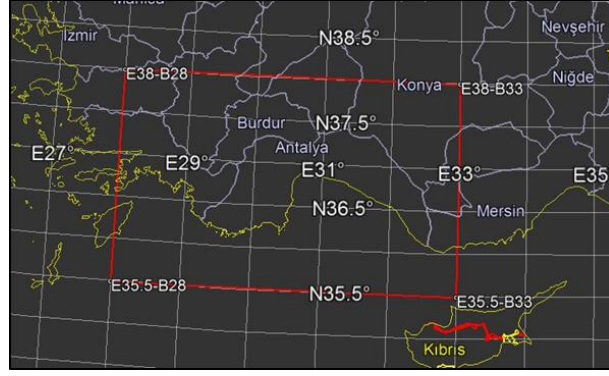 Manisa
İzmir
N38.5°
Nevşehir
E38-B28
Konya
E38-B33
Niğde
Burdur
N37.5°
Antalya
E27°
E29°
E31°
E33°
E35
N36.5°
Mersin
E35.5-B28
N35.5°
E35.5-B33
Kıbrıs